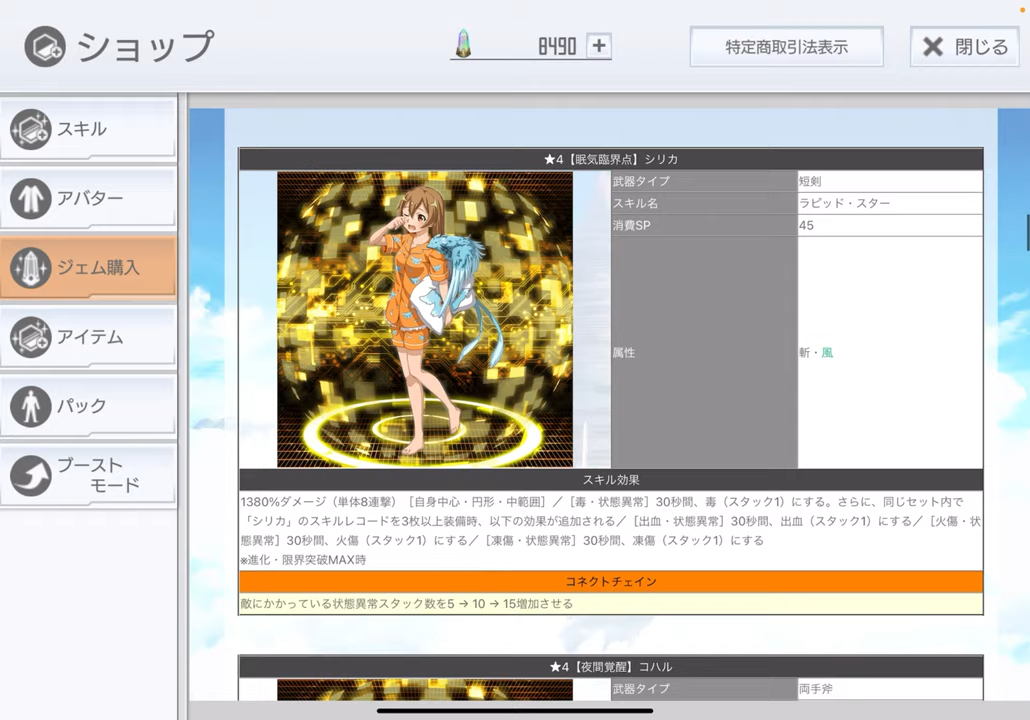 ショップ
8490
特定商取引法表示
閉じる
スキル
アバター
ジェム購入
アイテム
パック
ブースト
モード
★4【眠気臨界点】シリカ
武器タイプ 短剣
スキル名 ラピッド・スター
消費SP 45
属性 斬・風
スキル効果
1380%ダメージ（単体8連撃）［自身中心・円形・中範囲］／［毒・状態異常］30秒間、毒（スタック1）にする。さらに、同じセット内で
「シリカ」のスキルレコードを3枚以上装備時、以下の効果が追加される／［出血・状態異常］30秒間、出血（スタック1）にする／［火傷・状
態異常］30秒間、火傷（スタック1）にする／［凍傷・状態異常］30秒間、凍傷（スタック1）にする
※進化・限界突破MAX時
コネクトチェイン
敵にかかっている状態異常スタック数を5 → 10 → 15増加させる
★4【夜間覚醒】コハル
武器タイプ 両手斧